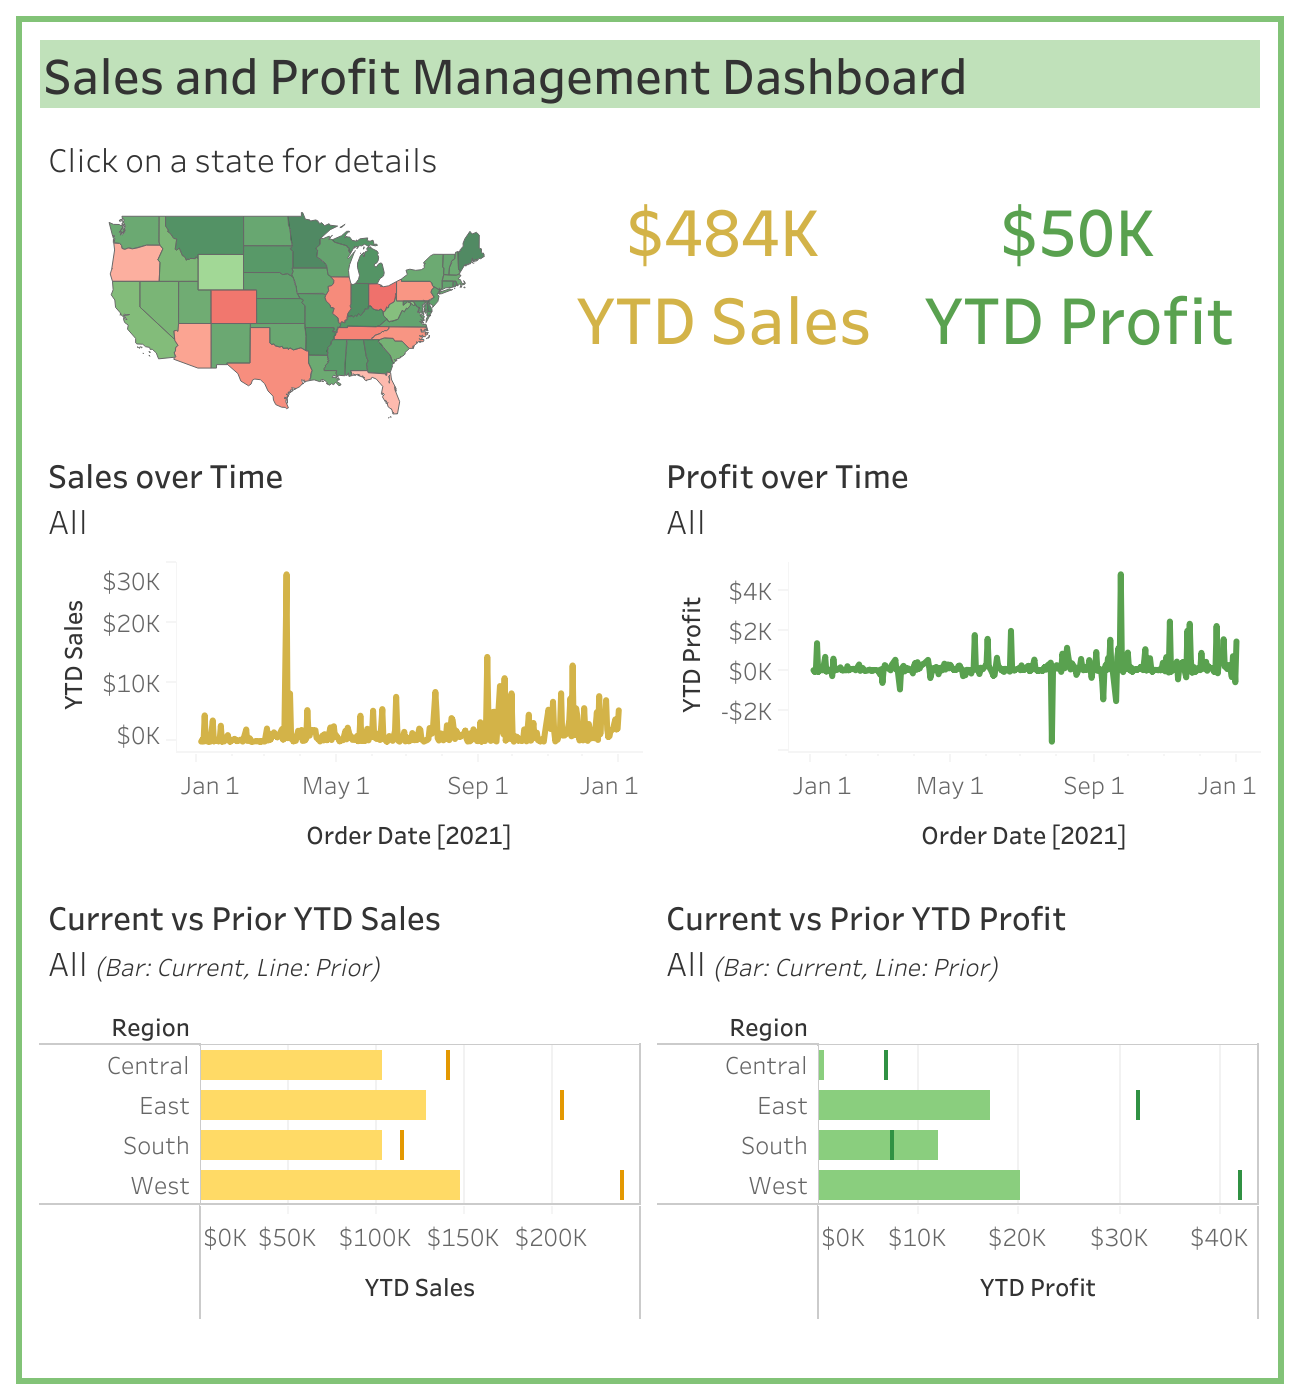 Sales and Profit Management Dashboard
Click on a state for details
$484K
YTD Sales
$50K
YTD Profit
Sales over Time
All
YTD Sales
$30K
$20K
$10K
$0K
Jan 1 May 1 Sep 1 Jan 1
Order Date [2021]
Profit over Time
All
YTD Profit
$4K
$2K
$0K
-$2K
Jan 1 May 1 Sep 1 Jan 1
Order Date [2021]
Current vs Prior YTD Sales
All (Bar: Current, Line: Prior)
Region
Central
East
South
West
$0K $50K $100K $150K $200K
YTD Sales
Current vs Prior YTD Profit
All (Bar: Current, Line: Prior)
Region
Central
East
South
West
$0K $10K $20K $30K $40K
YTD Profit